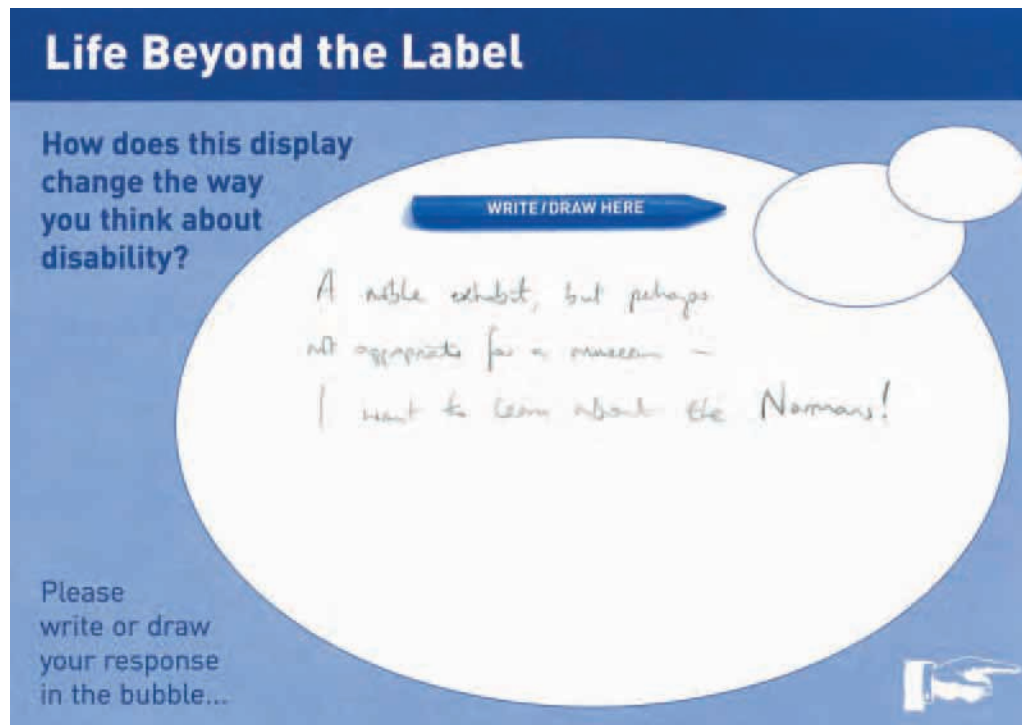 Life Beyond the Label
How does this display
change the way
you think about
disability?
WRITE/DRAW HERE
A noble exhibit, but perhaps
not appropriate for a museum –
I want to learn about the Normans!
Please
write or draw
your response
in the bubble...